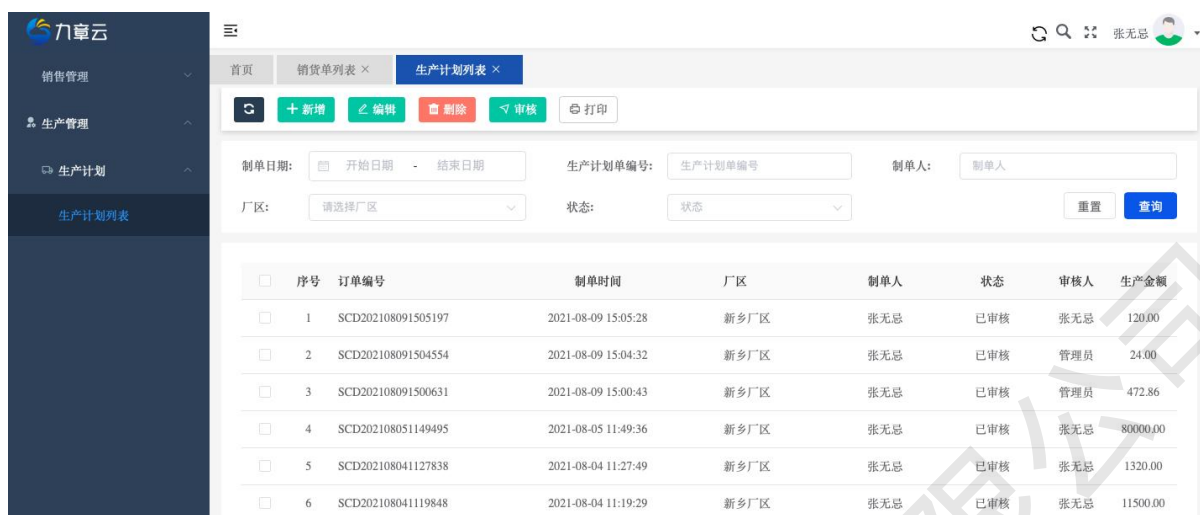 九章云
张无忌
销售管理
首页 销货单列表 × 生产计划列表 ×
生产管理
新增 编辑 删除 审核 打印
生产计划
制单日期: 开始日期 - 结束日期 生产计划单编号: 生产计划单编号 制单人: 制单人
生产计划列表
厂区: 请选择厂区 状态: 状态 重置 查询
序号 订单编号 制单时间 厂区 制单人 状态 审核人 生产金额
1 SCD202108091505197 2021-08-09 15:05:28 新乡厂区 张无忌 已审核 张无忌 120.00
2 SCD202108091504554 2021-08-09 15:04:32 新乡厂区 张无忌 已审核 管理员 24.00
3 SCD202108091500631 2021-08-09 15:00:43 新乡厂区 张无忌 已审核 管理员 472.86
4 SCD202108051149495 2021-08-05 11:49:36 新乡厂区 张无忌 已审核 张无忌 80000.00
5 SCD202108041127838 2021-08-04 11:27:49 新乡厂区 张无忌 已审核 张无忌 1320.00
6 SCD202108041119848 2021-08-04 11:19:29 新乡厂区 张无忌 已审核 张无忌 11500.00
限公司